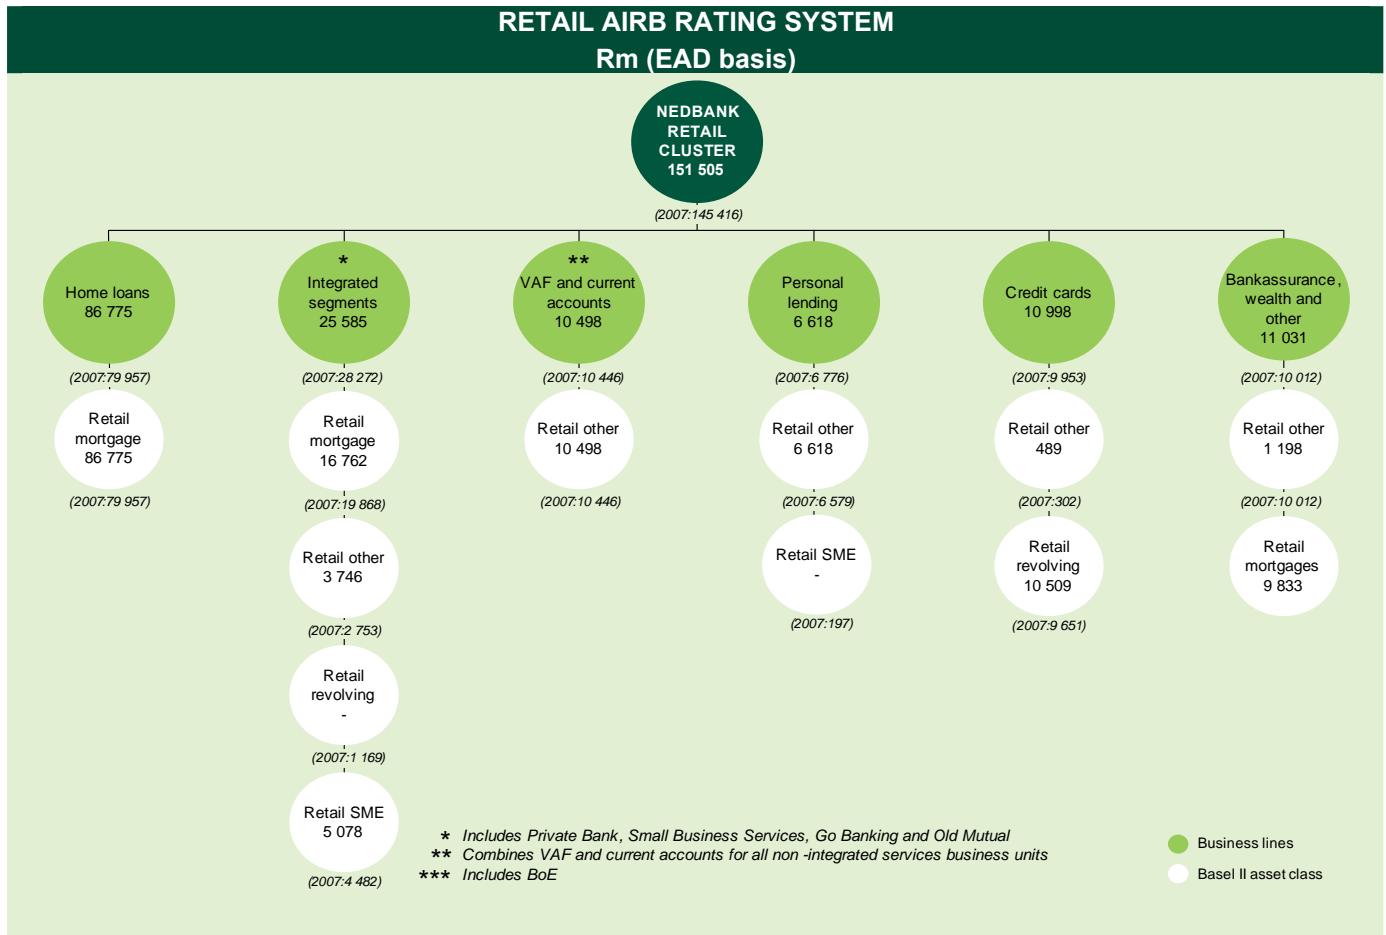 RETAIL AIRB RATING SYSTEM
Rm (EAD basis)
NEDBANK
RETAIL
CLUSTER
151 505
(2007:145 416)
Home loans
86 775
(2007:79 957)
Retail
mortgage
86 775
(2007:79 957)
*
Integrated
segments
25 585
(2007:28 272)
Retail
mortgage
16 762
(2007:19 868)
Retail other
3 746
(2007:2 753)
Retail
revolving
-
(2007:1 169)
Retail SME
5 078
(2007:4 482)
**
VAF and current
accounts
10 498
(2007:10 446)
Retail other
10 498
(2007:10 446)
Personal
lending
6 618
(2007:6 776)
Retail other
6 618
(2007:6 579)
Retail SME
-
(2007:197)
Credit cards
10 998
(2007:9 953)
Retail other
489
(2007:302)
Retail
revolving
10 509
(2007:9 651)
Bankassurance,
wealth and
other
11 031
(2007:10 012)
Retail other
1 198
(2007:10 012)
Retail
mortgages
9 833
* Includes Private Bank, Small Business Services, Go Banking and Old Mutual
** Combines VAF and current accounts for all non -integrated services business units
*** Includes BoE
Business lines
Basel II asset class